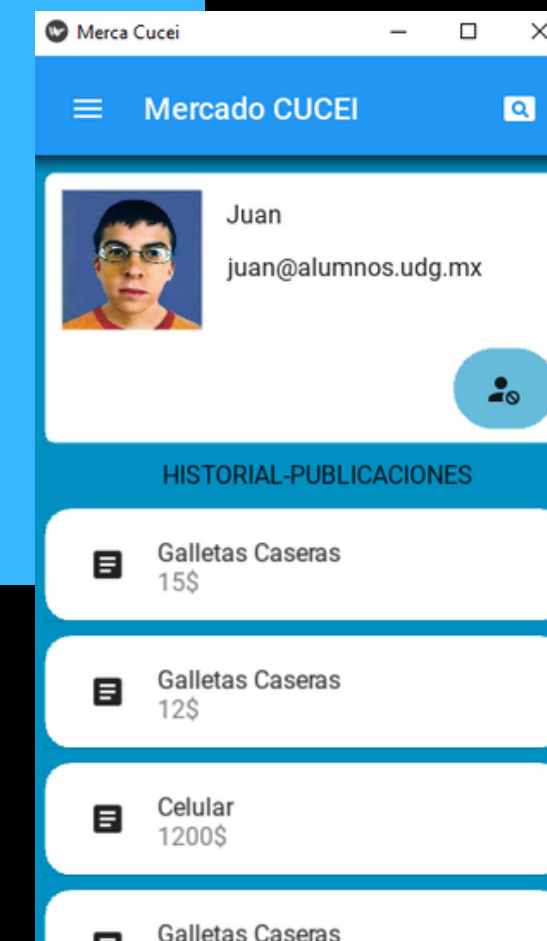 Merca Cucei
Mercado CUCEI
Juan
juan@alumnos.udg.mx
HISTORIAL-PUBLICACIONES
Galletas Caseras
15$
Galletas Caseras
12$
Celular
1200$
Galletas Caseras